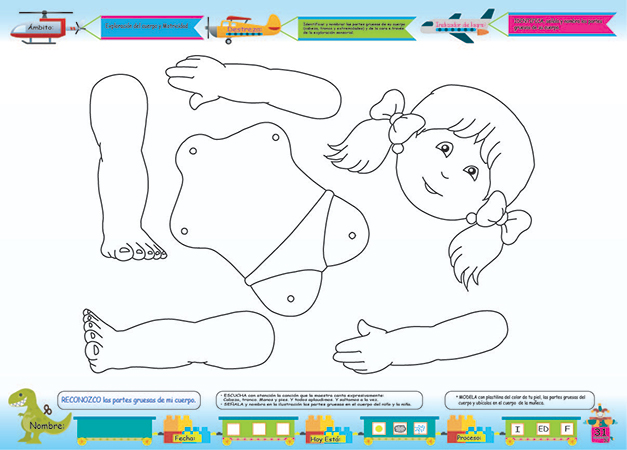 Ámbito:
Expresión del cuerpo y Motricidad
Destreza:
Identificar y nombrar las partes gruesas de mi cuerpo
Cabeza, tronco y extremidades) y de la cara a través
de la exploración sensorial
Indicador de logro:
RECONOZCO las partes gruesas de mi cuerpo.
• ESCUCHA con atención la canción que la maestra canta expresivamente:
Cabeza, tronco. Manos y pies. Y todos aplaudimos. Y saltamos a la vez.
• SEÑALA y nombra en la ilustración las partes gruesas en el cuerpo del niño y la niña.
* MODELA con plastilina del color de tu piel, las partes gruesas del
cuerpo y ubícalas en el cuerpo de la muñeca.
Nombre:
Fecha:
Hoy Está:
Proceso:
I ED F
31